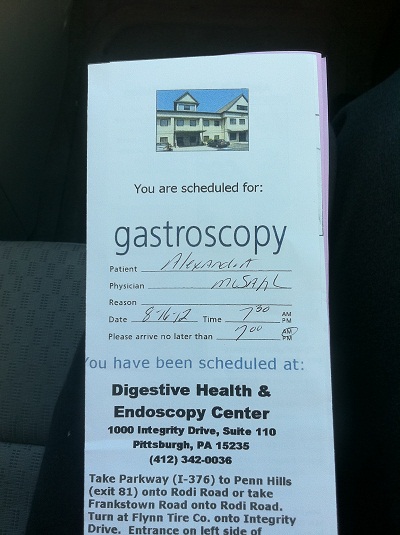 You are scheduled for:
gastroscopy
Patient Alexandra
Physician
Reason
Date 8-16-12 Time 7:30 AM
PM
Please arrive no later than 7:00 AM
PM
You have been scheduled at:
Digestive Health &
Endoscopy Center
1000 Integrity Drive, Suite 110
Pittsburgh, PA 15235
(412) 342-0036
Take Parkway (I-376) to Penn Hills
(exit 81) onto Rodi Road or take
Frankstown Road onto Rodi Road.
Turn at Flynn Tire Co. onto Integrity
Drive. Entrance on left side of